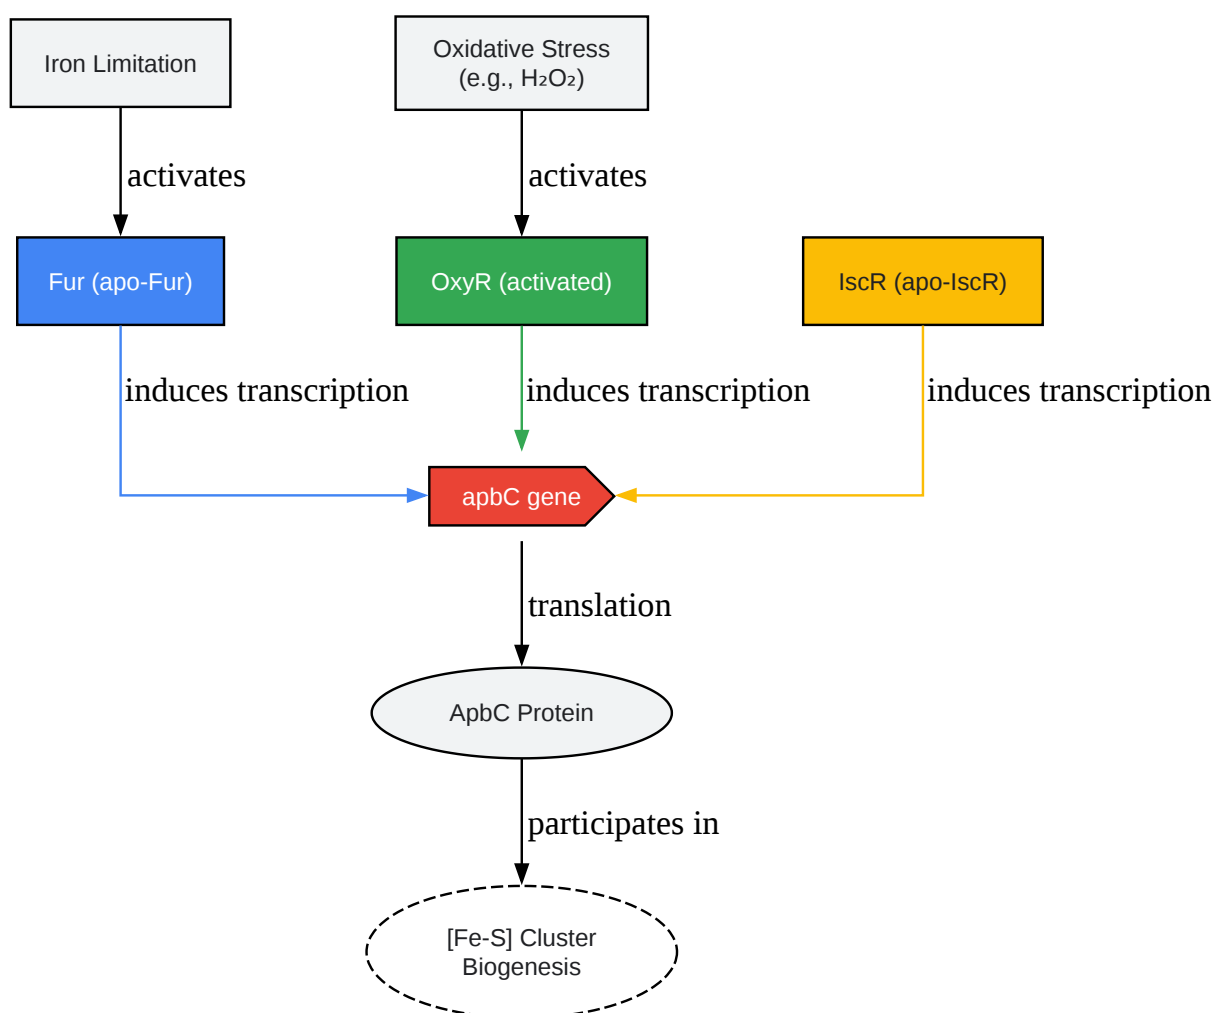 Iron Limitation
Oxidative Stress
(e.g., H₂O₂)
activates
activates
Fur (apo-Fur)
OxyR (activated)
IscR (apo-IscR)
induces transcription
induces transcription
induces transcription
apbC gene
translation
ApbC Protein
participates in
[Fe-S] Cluster
Biogenesis